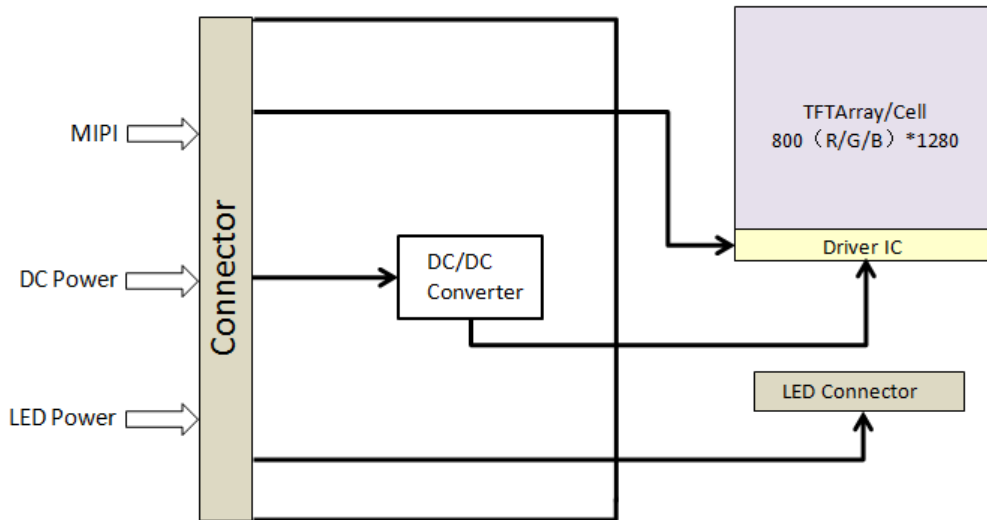 MIPI
DC Power
LED Power
Connector
DC/DC
Converter
TFTArray/Cell
800（R/G/B）*1280
Driver IC
LED Connector